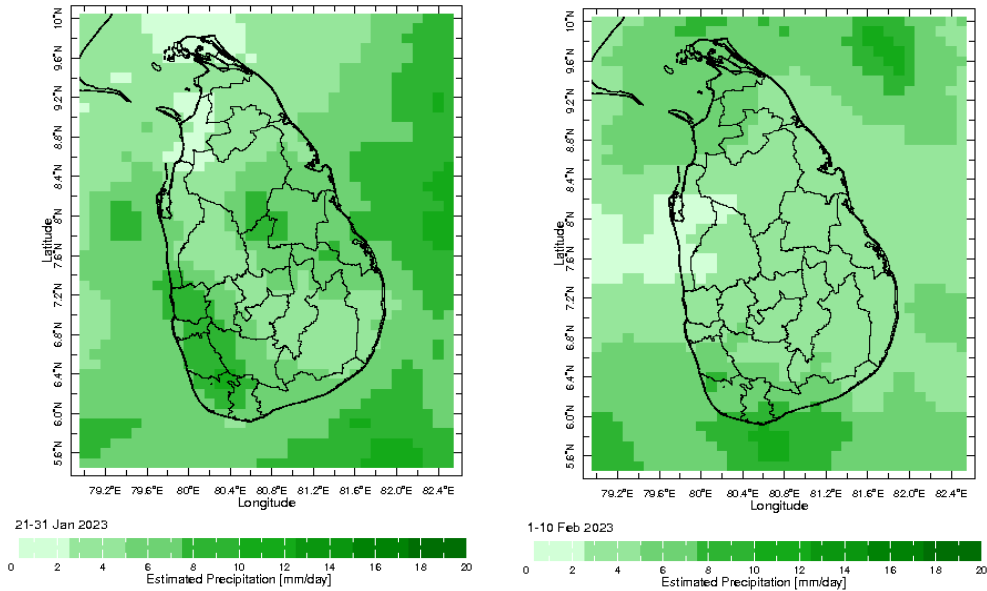 10°N
9.6°N
9.2°N
8.8°N
8.4°N
8°N
7.6°N
7.2°N
6.8°N
6.4°N
6.0°N
5.6°N
Latitude
79.2°E 79.6°E 80°E 80.4°E 80.8°E 81.2°E 81.6°E 82.0°E 82.4°E
Longitude
21-31 Jan 2023
0 2 4 6 8 10 12 14 16 18 20
Estimated Precipitation [mm/day]
10°N
9.6°N
9.2°N
8.8°N
8.4°N
8°N
7.6°N
7.2°N
6.8°N
6.4°N
6.0°N
5.6°N
Latitude
79.2°E 79.6°E 80°E 80.4°E 80.8°E 81.2°E 81.6°E 82.0°E 82.4°E
Longitude
1-10 Feb 2023
0 2 4 6 8 10 12 14 16 18 20
Estimated Precipitation [mm/day]